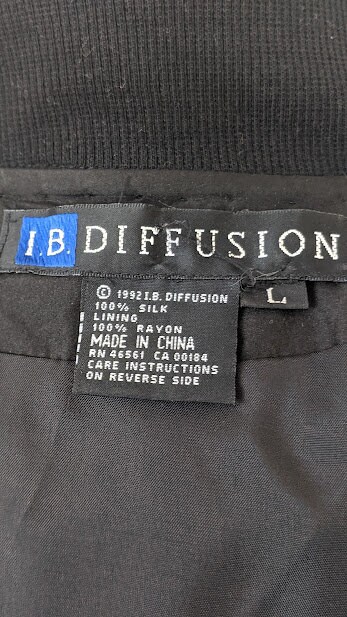 I.B. DIFFUSION
L
© 1992 I.B. DIFFUSION
100% SILK
LINING
100% RAYON
MADE IN CHINA
RN 46561 CA 00184
CARE INSTRUCTIONS
ON REVERSE SIDE